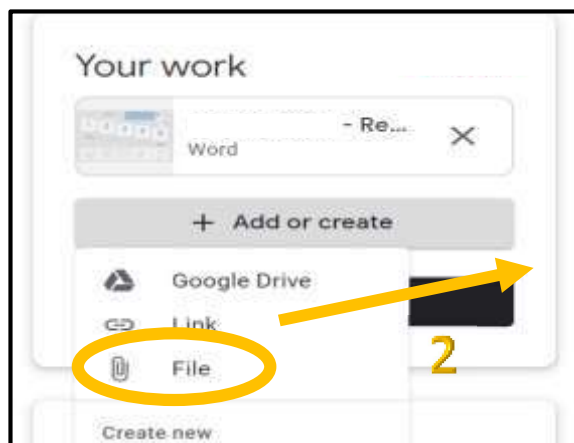 Your work
- Re...
Word
+ Add or create
Google Drive
Link
File
2
Create new